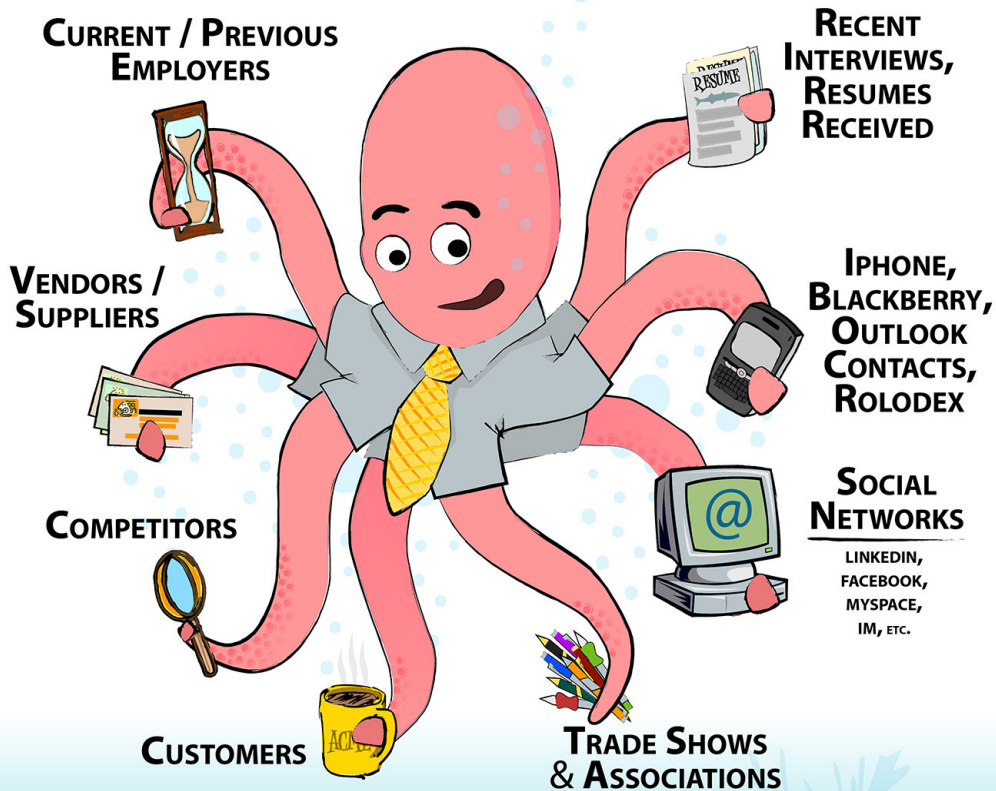 CURRENT / PREVIOUS
EMPLOYERS
RECENT
INTERVIEWS,
RESUMES
RECEIVED
RESUME
VENDORS /
SUPPLIERS
IPHONE,
BLACKBERRY,
OUTLOOK
CONTACTS,
ROLODEX
COMPETITORS
SOCIAL
NETWORKS
LINKEDIN,
FACEBOOK,
MYSPACE,
IM, ETC.
@
CUSTOMERS
TRADE SHOWS
& ASSOCIATIONS